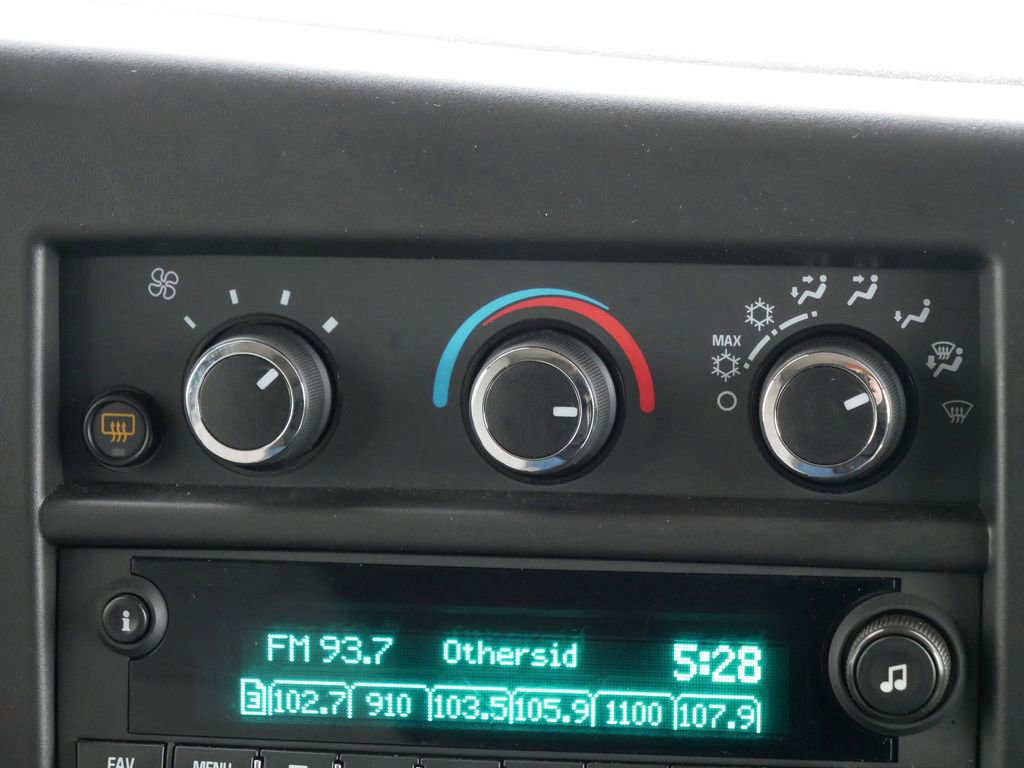 MAX
i
FM 93.7 Othersid 5:28
3 102.7 910 103.5 105.9 1100 107.9
FAV MENU